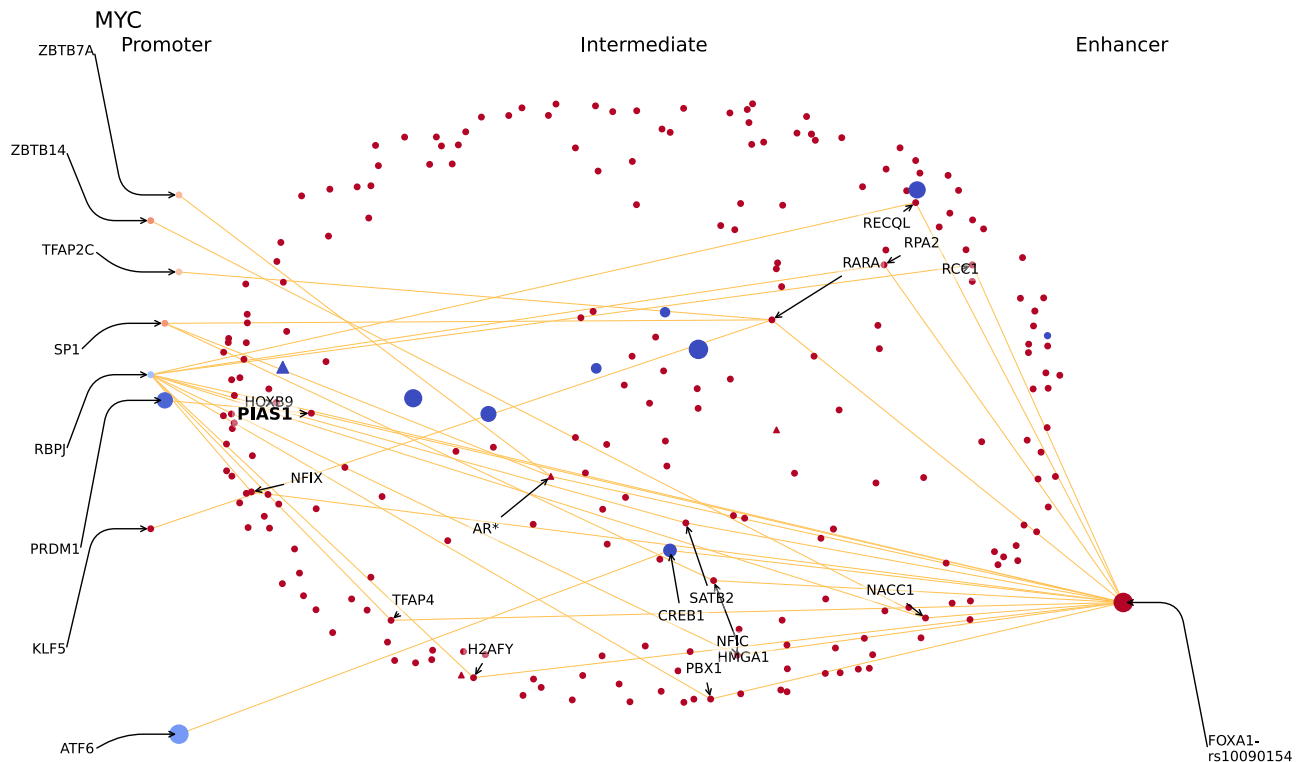 MYC
Promoter
Intermediate
Enhancer
ZBTB7A
ZBTB14
TFAP2C
SP1
RBPJ
PRDM1
KLF5
ATF6
RECQL
RPA2
RARA
RCC1
HOXB9
PIAS1
NFIX
AR*
SATB2
CREB1
NACC1
TFAP4
NFIC
HMGA1
H2AFY
PBX1
FOXA1-
rs10090154